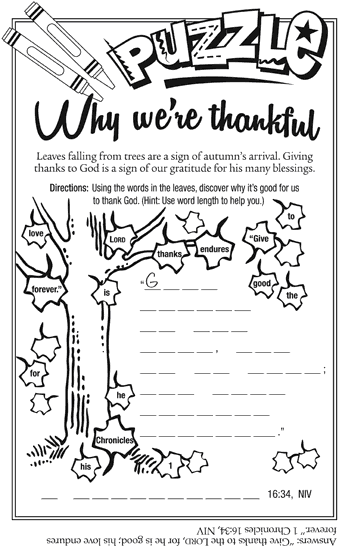 PUZZLE
Why we're thankful
Leaves falling from trees are a sign of autumn's arrival. Giving
thanks to God is a sign of our gratitude for his many blessings.
Directions: Using the words in the leaves, discover why it's good for us
to thank God. (Hint: Use word length to help you.)
to
love
LORD
"Give
thanks
endures
forever."
is
good
the
"G
,
;
for
he
."
Chronicles
his
1
16:34, NIV
Answers: "Give thanks to the LORD, for he is good; his love endures
forever." 1 Chronicles 16:34, NIV